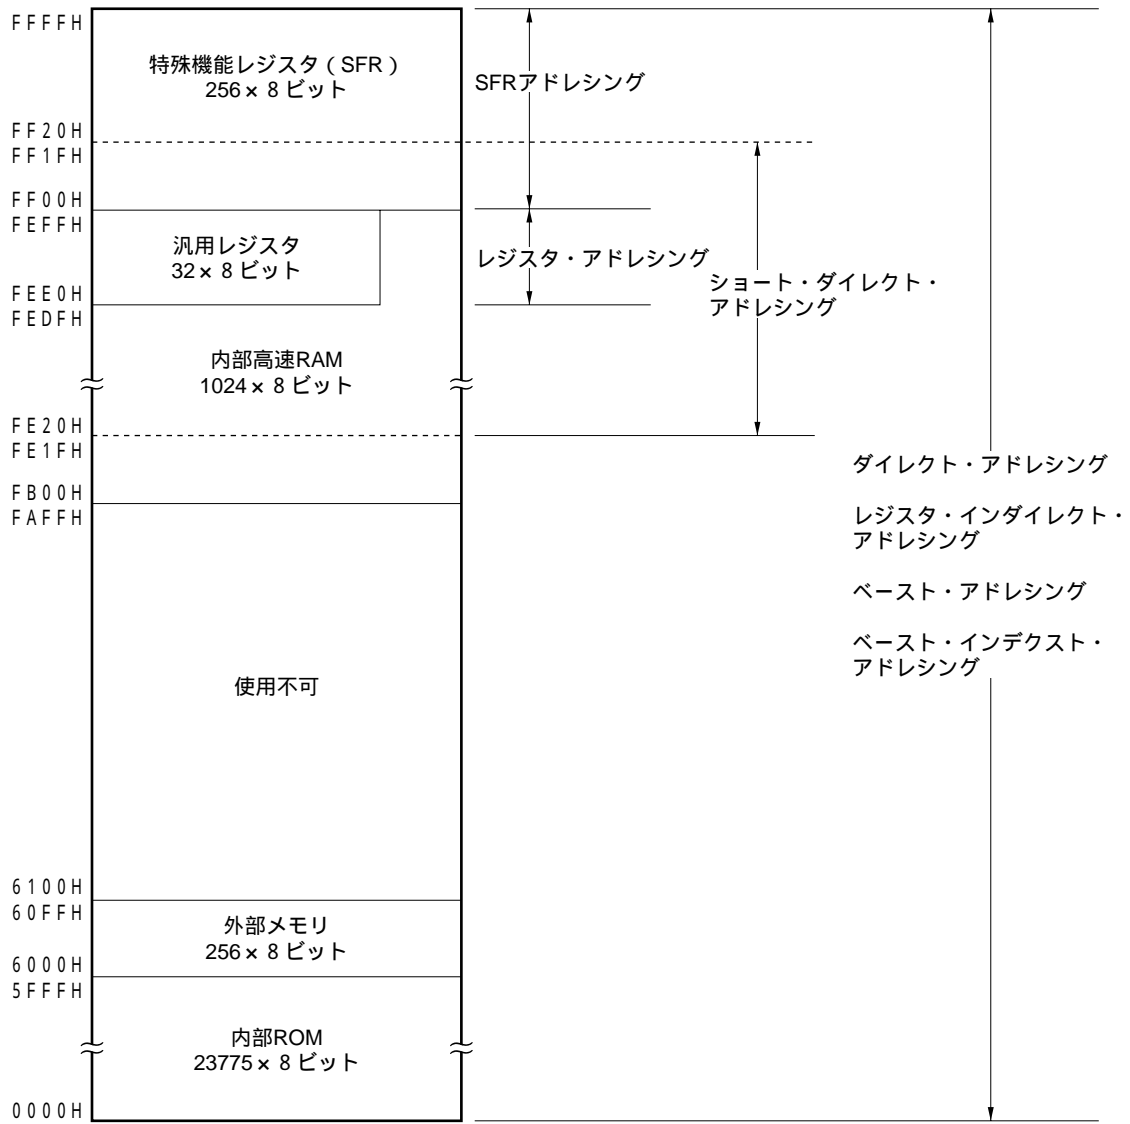 FFFFH
特殊機能レジスタ（SFR）
256×8ビット
SFRアドレシング
FF20H
FF1FH
FF00H
FEFFH
汎用レジスタ
32×8ビット
レジスタ・アドレシング
ショート・ダイレクト・
アドレシング
FEE0H
FEDFH
内部高速RAM
1024×8ビット
FE20H
FE1FH
ダイレクト・アドレシング
レジスタ・インダイレクト・
アドレシング
ベースト・アドレシング
ベースト・インデクスト・
アドレシング
FB00H
FAFFH
使用不可
6100H
60FFH
外部メモリ
256×8ビット
6000H
5FFFH
内部ROM
23775×8ビット
0000H